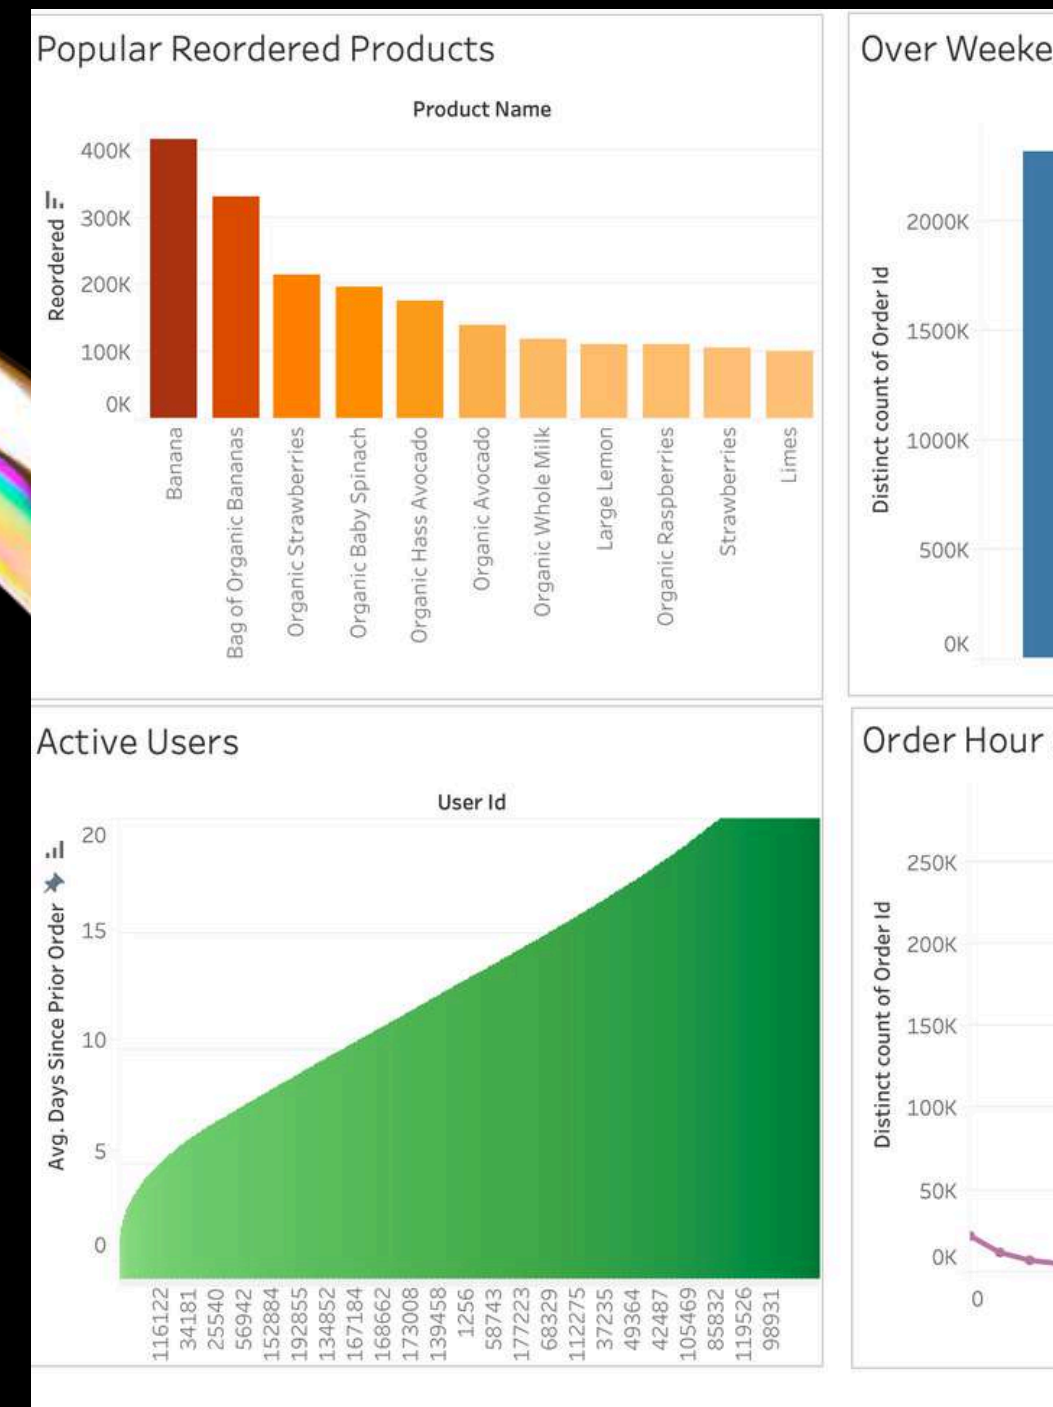 Popular Reordered Products
Product Name
Reordered
400K
300K
200K
100K
0K
Banana
Bag of Organic Bananas
Organic Strawberries
Organic Baby Spinach
Organic Hass Avocado
Organic Avocado
Organic Whole Milk
Large Lemon
Organic Raspberries
Strawberries
Limes
Over Weeke
Distinct count of Order Id
2000K
1500K
1000K
500K
0K
Active Users
User Id
Avg. Days Since Prior Order
20
15
10
5
0
116122
34181
25540
56942
152884
192855
134852
167184
168662
173008
139458
1256
58743
177223
68329
112275
37235
49364
42487
105469
85832
119526
98931
Order Hour
Distinct count of Order Id
250K
200K
150K
100K
50K
0K
0